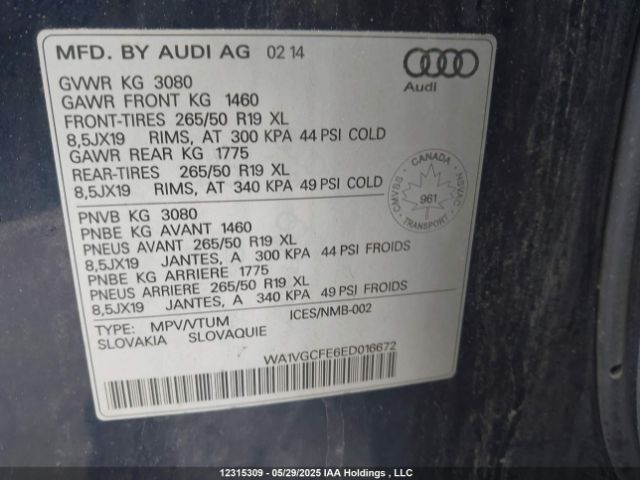 MFD. BY AUDI AG 02 14
Audi
GVWR KG 3080
GAWR FRONT KG 1460
FRONT-TIRES 265/50 R19 XL
8,5JX19 RIMS, AT 300 KPA 44 PSI COLD
GAWR REAR KG 1775
REAR-TIRES 265/50 R19 XL
8,5JX19 RIMS, AT 340 KPA 49 PSI COLD
CANADA
CMVSS
NSVAC
961
TRANSPORT
PNVB KG 3080
PNBE KG AVANT 1460
PNEUS AVANT 265/50 R19 XL
8,5JX19 JANTES, A 300 KPA 44 PSI FROIDS
PNBE KG ARRIERE 1775
PNEUS ARRIERE 265/50 R19 XL
8,5JX19 JANTES, A 340 KPA 49 PSI FROIDS
TYPE: MPV/VTUM ICES/NMB-002
SLOVAKIA SLOVAQUIE
WA1VGCFE6ED016672
12315309 - 05/29/2025 IAA Holdings , LLC